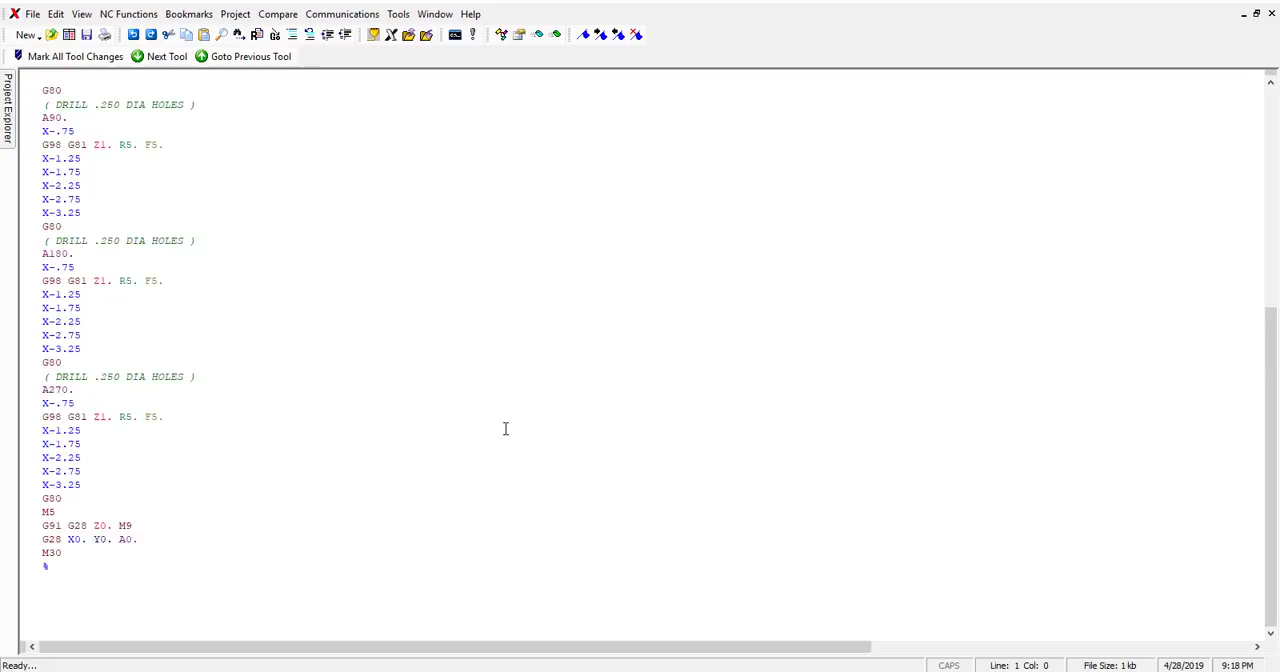 File Edit View NC Functions Bookmarks Project Compare Communications Tools Window Help
New
Mark All Tool Changes Next Tool Goto Previous Tool
Project Explorer
G80
( DRILL .250 DIA HOLES )
A90.
X-.75
G98 G81 Z1. R5. F5.
X-1.25
X-1.75
X-2.25
X-2.75
X-3.25
G80
( DRILL .250 DIA HOLES )
A180.
X-.75
G98 G81 Z1. R5. F5.
X-1.25
X-1.75
X-2.25
X-2.75
X-3.25
G80
( DRILL .250 DIA HOLES )
A270.
X-.75
G98 G81 Z1. R5. F5.
X-1.25
X-1.75
X-2.25
X-2.75
X-3.25
G80
M5
G91 G28 Z0. M9
G28 X0. Y0. A0.
M30
%
Ready... CAPS Line: 1 Col: 0 File Size: 1 kb 4/28/2019 9:18 PM